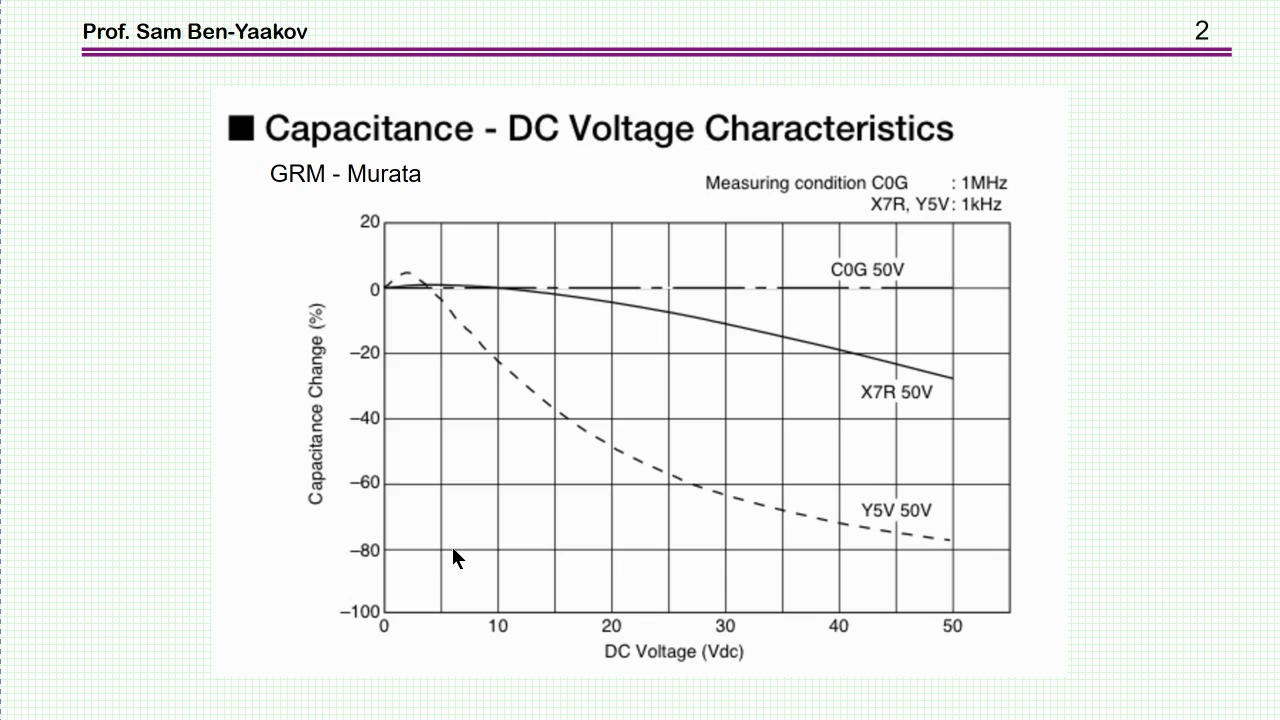 Prof. Sam Ben-Yaakov
2
■ Capacitance - DC Voltage Characteristics
GRM - Murata
Measuring condition C0G : 1MHz
X7R, Y5V : 1kHz
20
0
−20
−40
−60
−80
−100
Capacitance Change (%)
C0G 50V
X7R 50V
Y5V 50V
0 10 20 30 40 50
DC Voltage (Vdc)